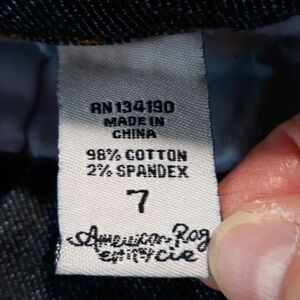 RN 134190
MADE IN
CHINA
98% COTTON
2% SPANDEX
7
American Rag
cie